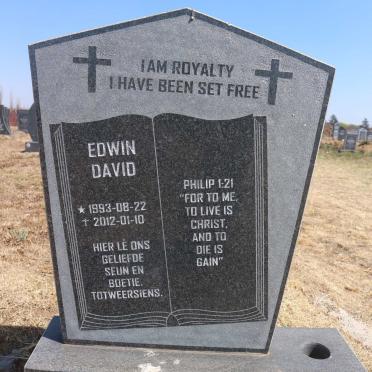 I AM ROYALTY
I HAVE BEEN SET FREE
EDWIN
DAVID
★ 1993-08-22
✝ 2012-01-10
HIER LÊ ONS
GELIEFDE
SEUN EN
BOETIE.
TOTWEERSIENS.
PHILIP 1:21
"FOR TO ME,
TO LIVE IS
CHRIST,
AND TO
DIE IS
GAIN"